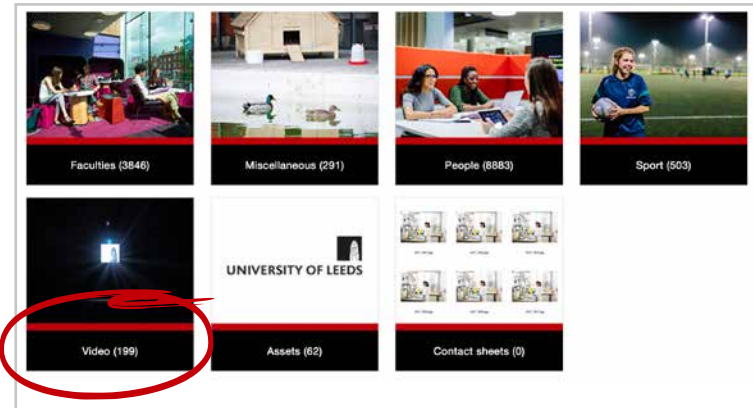 Faculties (3846)
Miscellaneous (291)
People (8883)
Sport (503)
UNIVERSITY OF LEEDS
Video (199)
Assets (62)
Contact sheets (0)